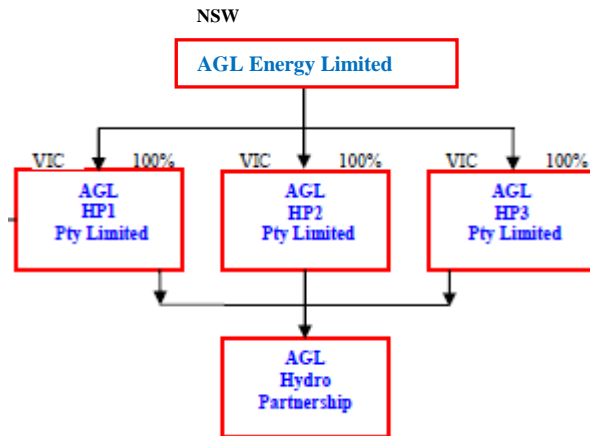 NSW
AGL Energy Limited
VIC 100% VIC 100% VIC 100%
AGL
HP1
Pty Limited
AGL
HP2
Pty Limited
AGL
HP3
Pty Limited
AGL
Hydro
Partnership